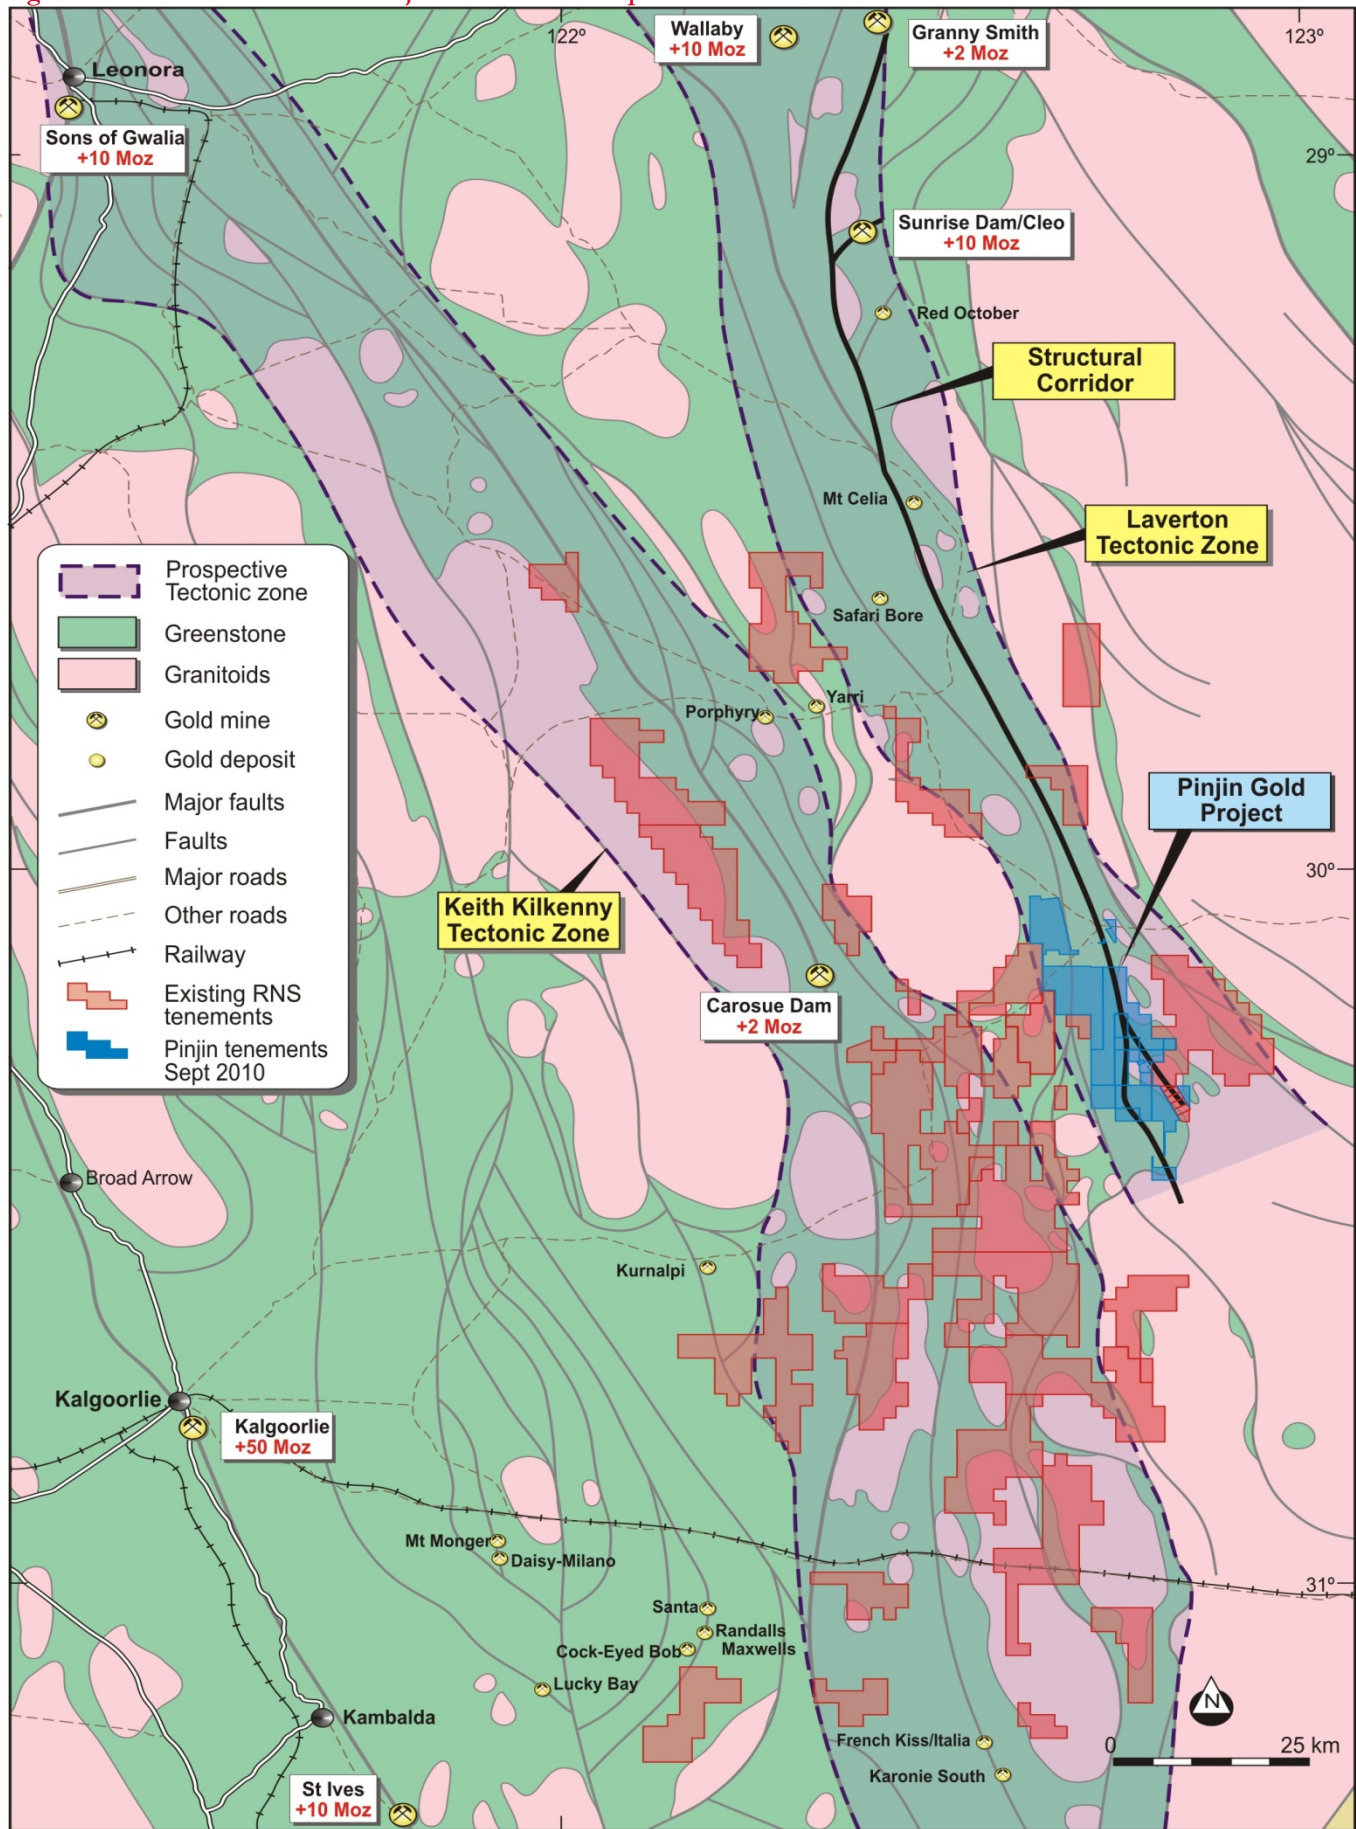 122º
123º
Wallaby
+10 Moz
Granny Smith
+2 Moz
Leonora
Sons of Gwalia
+10 Moz
29º
Sunrise Dam/Cleo
+10 Moz
Red October
Structural
Corridor
Mt Celia
Laverton
Tectonic Zone
Safari Bore
Prospective
Tectonic zone
Greenstone
Granitoids
Gold mine
Gold deposit
Major faults
Faults
Major roads
Other roads
Railway
Existing RNS
tenements
Pinjin tenements
Sept 2010
Yarri
Porphyry
Pinjin Gold
Project
30º
Keith Kilkenny
Tectonic Zone
Carosue Dam
+2 Moz
Broad Arrow
Kurnalpi
Kalgoorlie
Kalgoorlie
+50 Moz
Mt Monger
Daisy-Milano
31º
Santa
Randalls
Maxwells
Cock-Eyed Bob
Lucky Bay
Kambalda
N
French Kiss/Italia
0 25 km
Karonie South
St Ives
+10 Moz